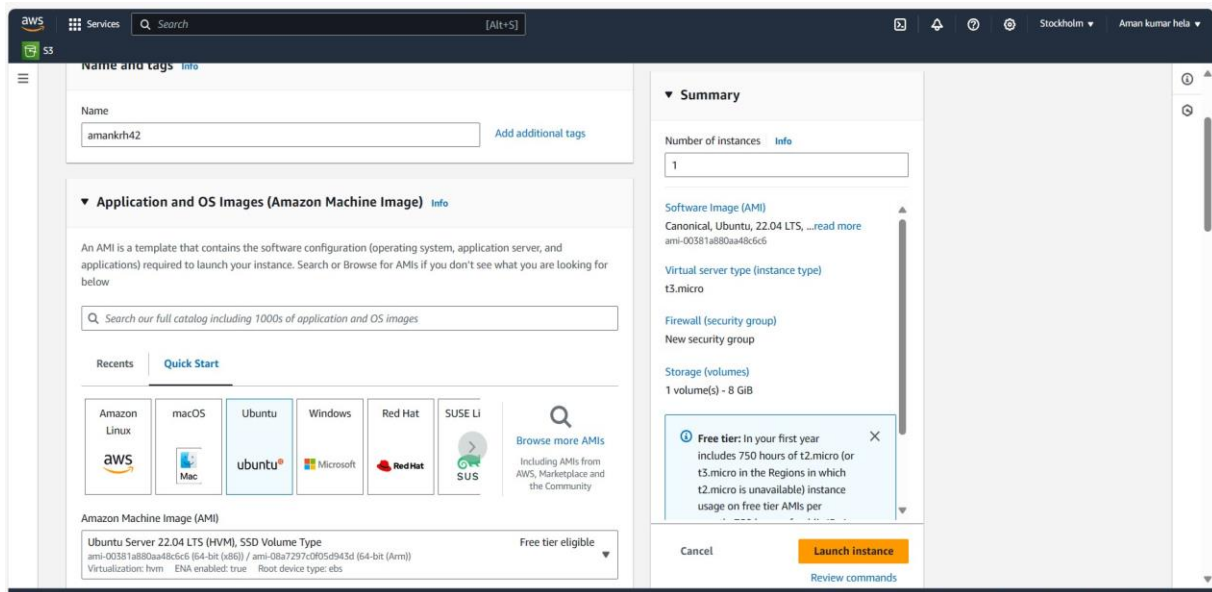 aws
Services
Search
[Alt+S]
Stockholm
Aman kumar hela
S3
Name and tags Info
Name
amankrh42
Add additional tags
Application and OS Images (Amazon Machine Image) Info
An AMI is a template that contains the software configuration (operating system, application server, and
applications) required to launch your instance. Search or Browse for AMIs if you don't see what you are looking for
below
Search our full catalog including 1000s of application and OS images
Recents
Quick Start
Amazon
Linux
aws
macOS
Mac
Ubuntu
ubuntu®
Windows
Microsoft
Red Hat
Red Hat
SUSE Li
SUS
Browse more AMIs
Including AMIs from
AWS, Marketplace and
the Community
Amazon Machine Image (AMI)
Ubuntu Server 22.04 LTS (HVM), SSD Volume Type
Free tier eligible
ami-00381a880aa48c6c6 (64-bit (x86)) / ami-08a7297c0f05d943d (64-bit (Arm))
Virtualization: hvm ENA enabled: true Root device type: ebs
Summary
Number of instances Info
1
Software Image (AMI)
Canonical, Ubuntu, 22.04 LTS, ...read more
ami-00381a880aa48c6c6
Virtual server type (instance type)
t3.micro
Firewall (security group)
New security group
Storage (volumes)
1 volume(s) - 8 GiB
Free tier: In your first year
includes 750 hours of t2.micro (or
t3.micro in the Regions in which
t2.micro is unavailable) instance
usage on free tier AMIs per
Cancel
Launch instance
Review commands